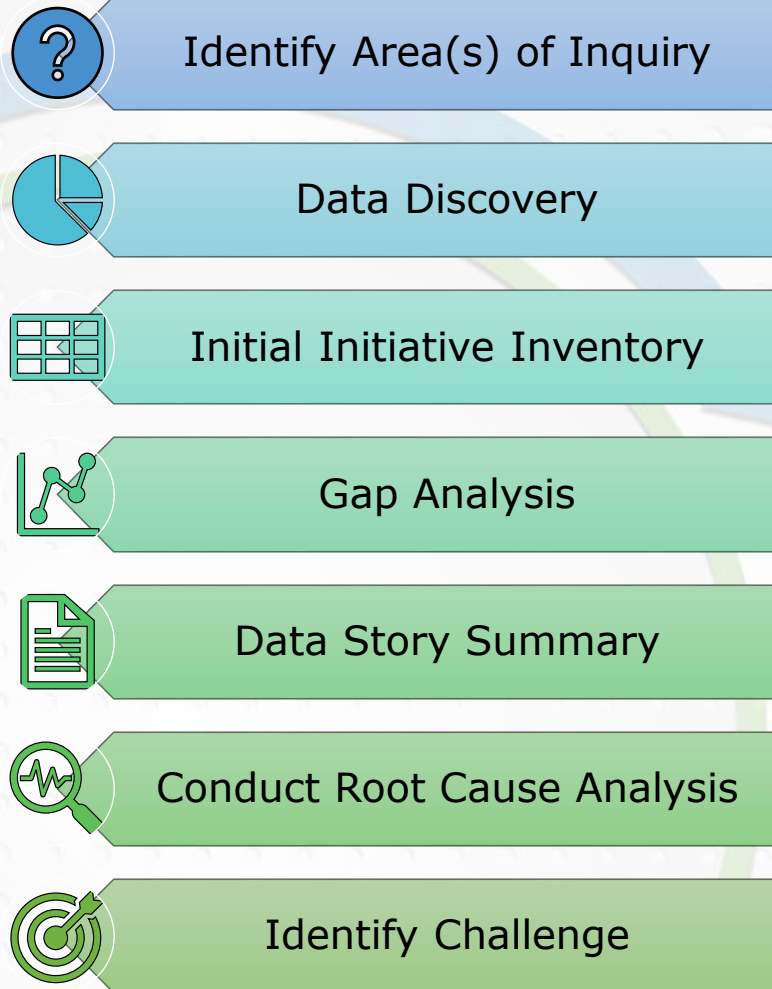 Identify Area(s) of Inquiry
Data Discovery
Initial Initiative Inventory
Gap Analysis
Data Story Summary
Conduct Root Cause Analysis
Identify Challenge